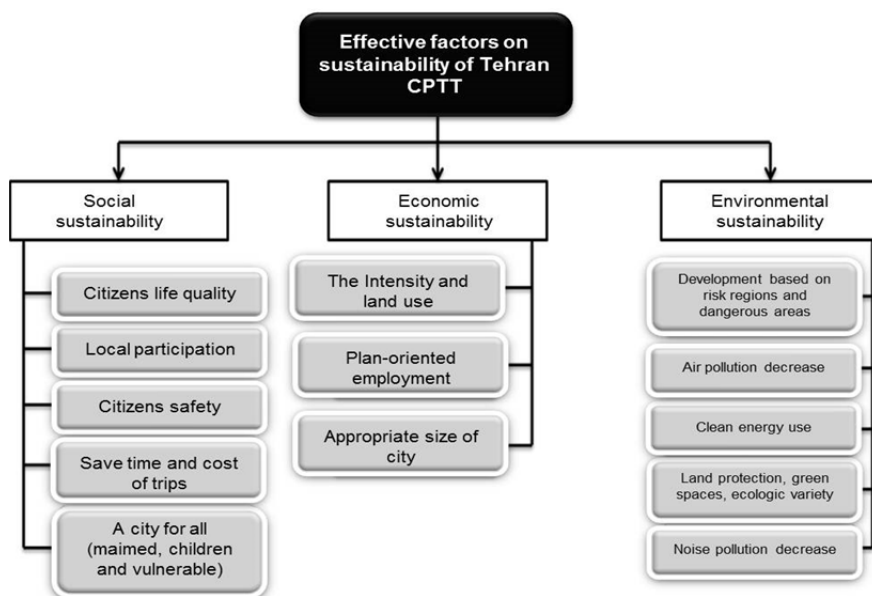 Effective factors on
sustainability of Tehran
CPTT
Social
sustainability
Citizens life quality
Local participation
Citizens safety
Save time and cost
of trips
A city for all
(maimed, children
and vulnerable)
Economic
sustainability
The Intensity and
land use
Plan-oriented
employment
Appropriate size of
city
Environmental
sustainability
Development based on
risk regions and
dangerous areas
Air pollution decrease
Clean energy use
Land protection, green
spaces, ecologic variety
Noise pollution decrease